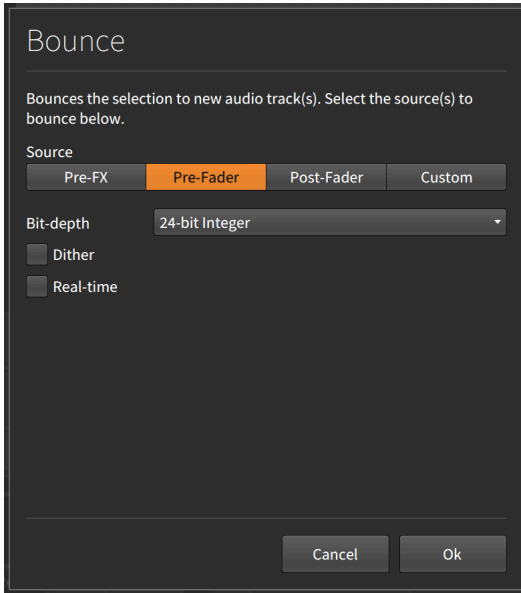 Bounce
Bounces the selection to new audio track(s). Select the source(s) to
bounce below.
Source
Pre-FX Pre-Fader Post-Fader Custom
Bit-depth 24-bit Integer
Dither
Real-time
Cancel Ok